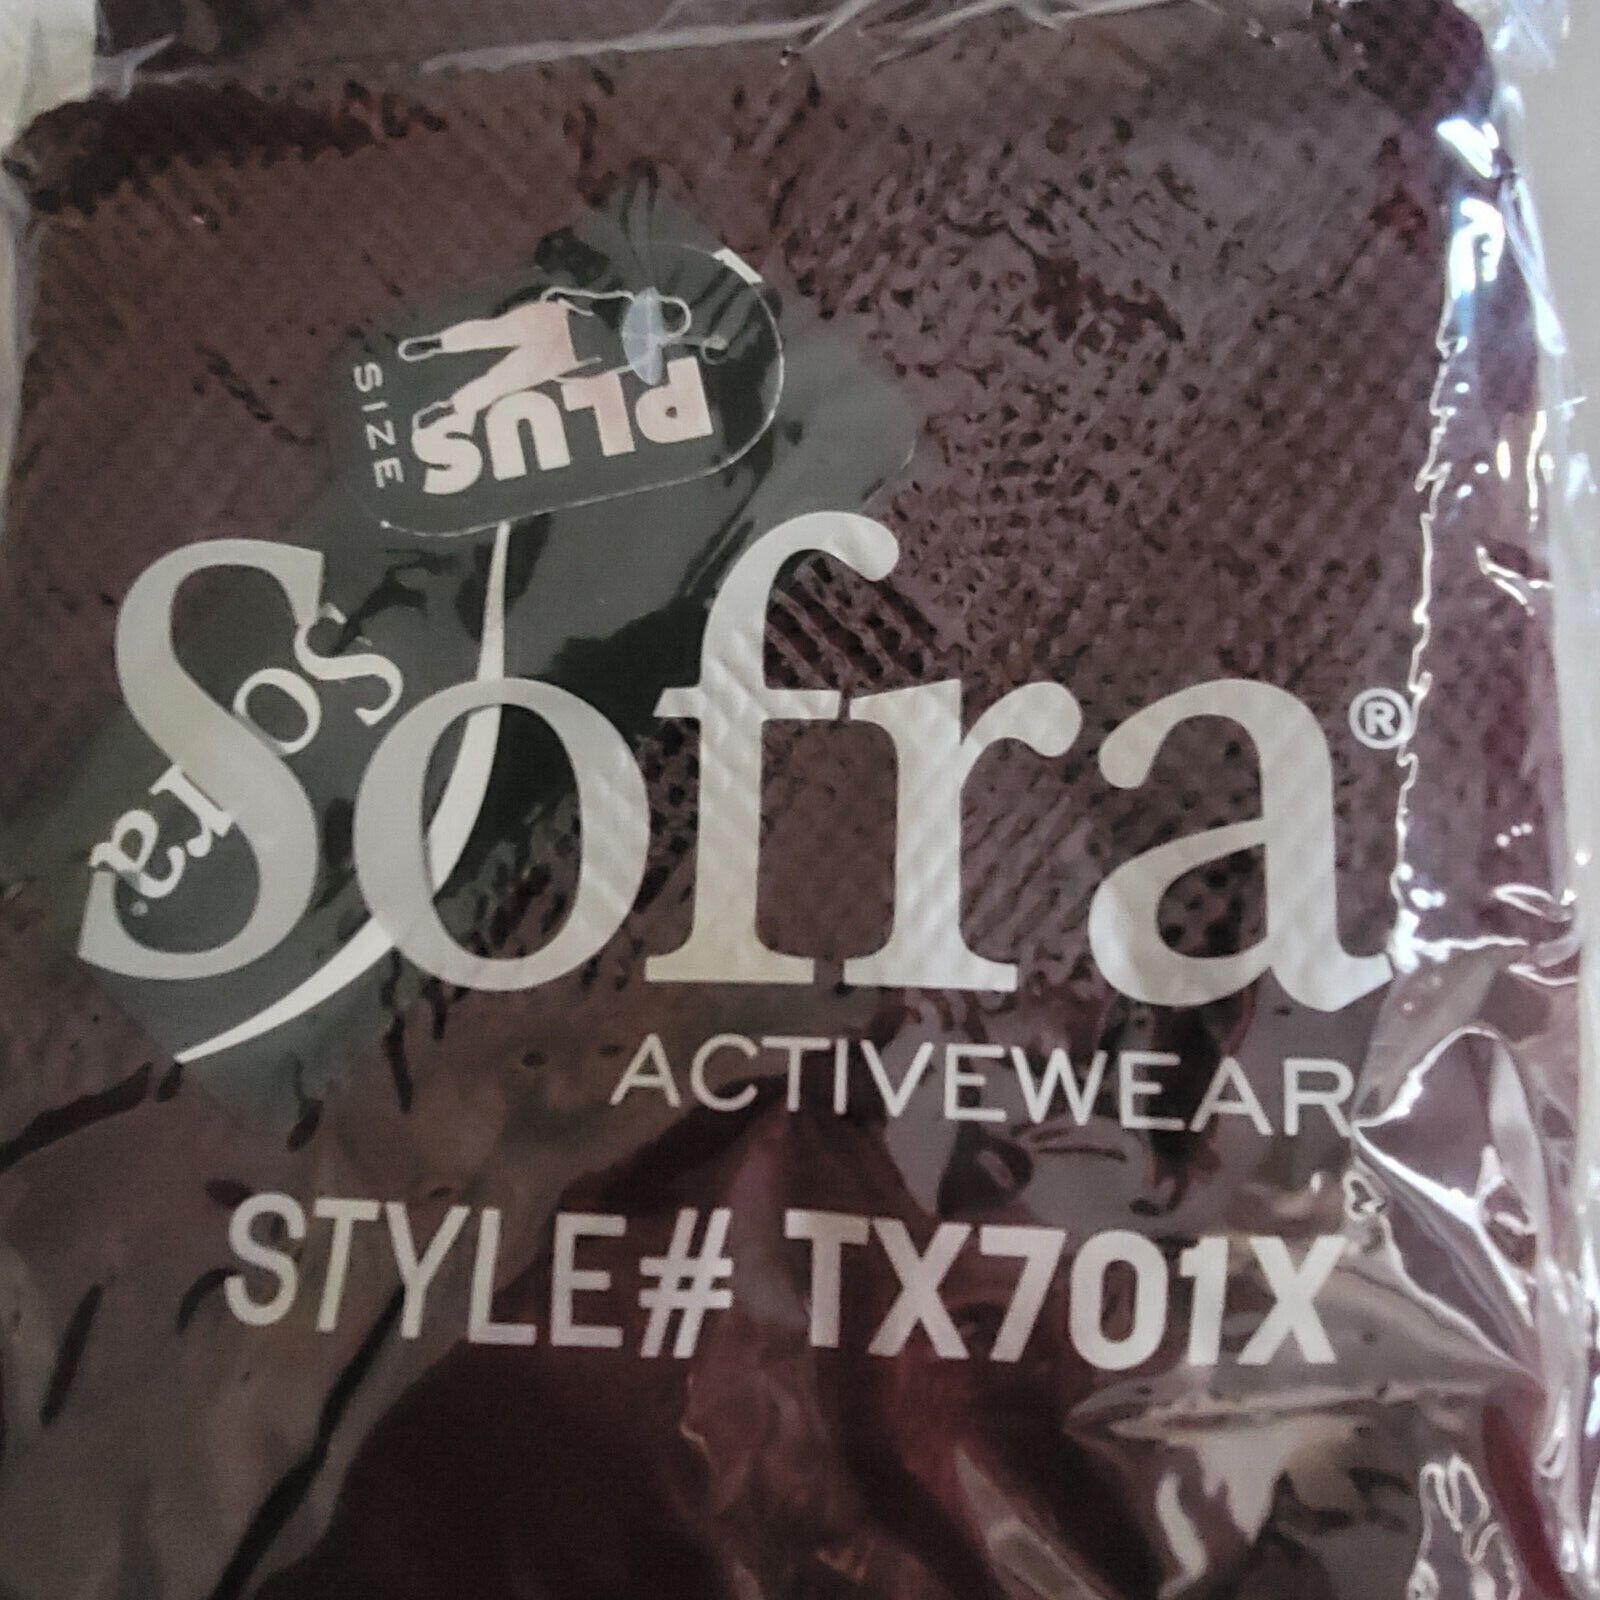 PLUS
SIZE
Sofra
Sofra®
ACTIVEWEAR
STYLE# TX701X